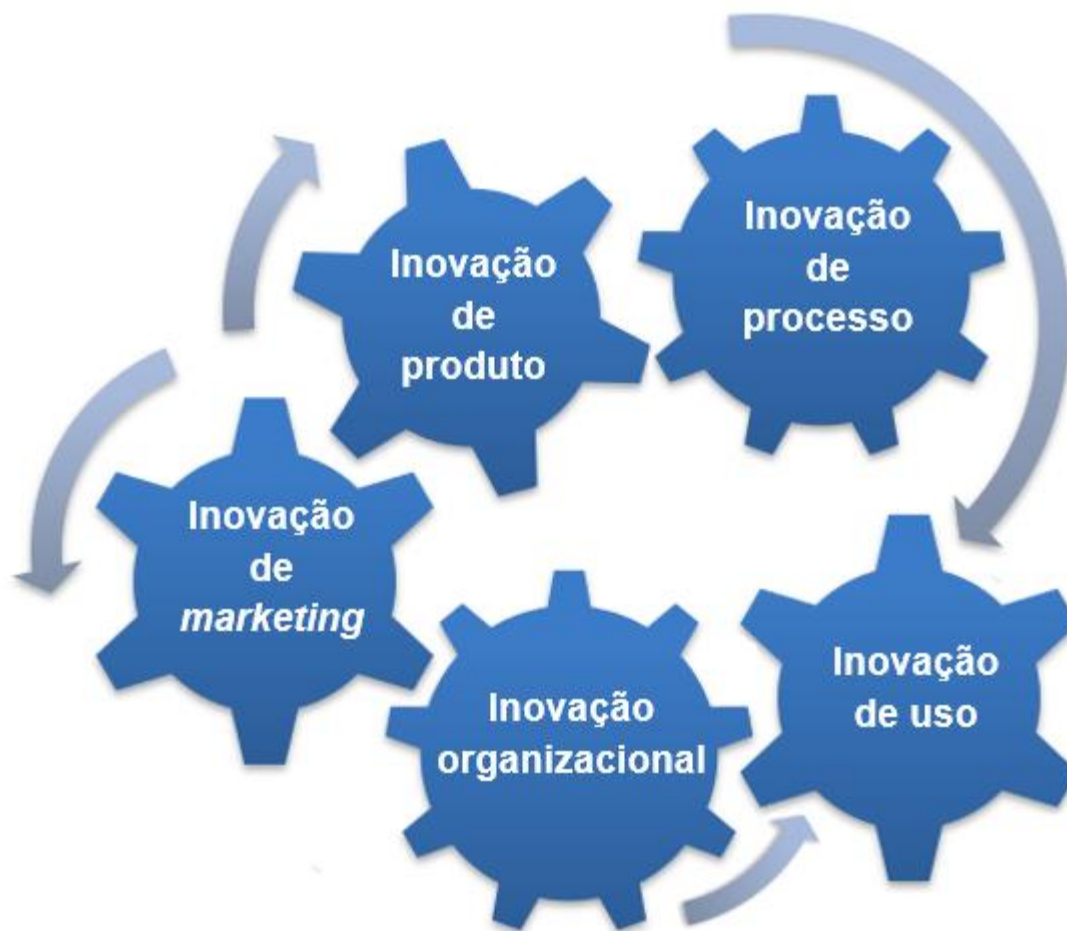 Inovação
de
produto
Inovação
de
processo
Inovação
de
marketing
Inovação
organizacional
Inovação
de uso